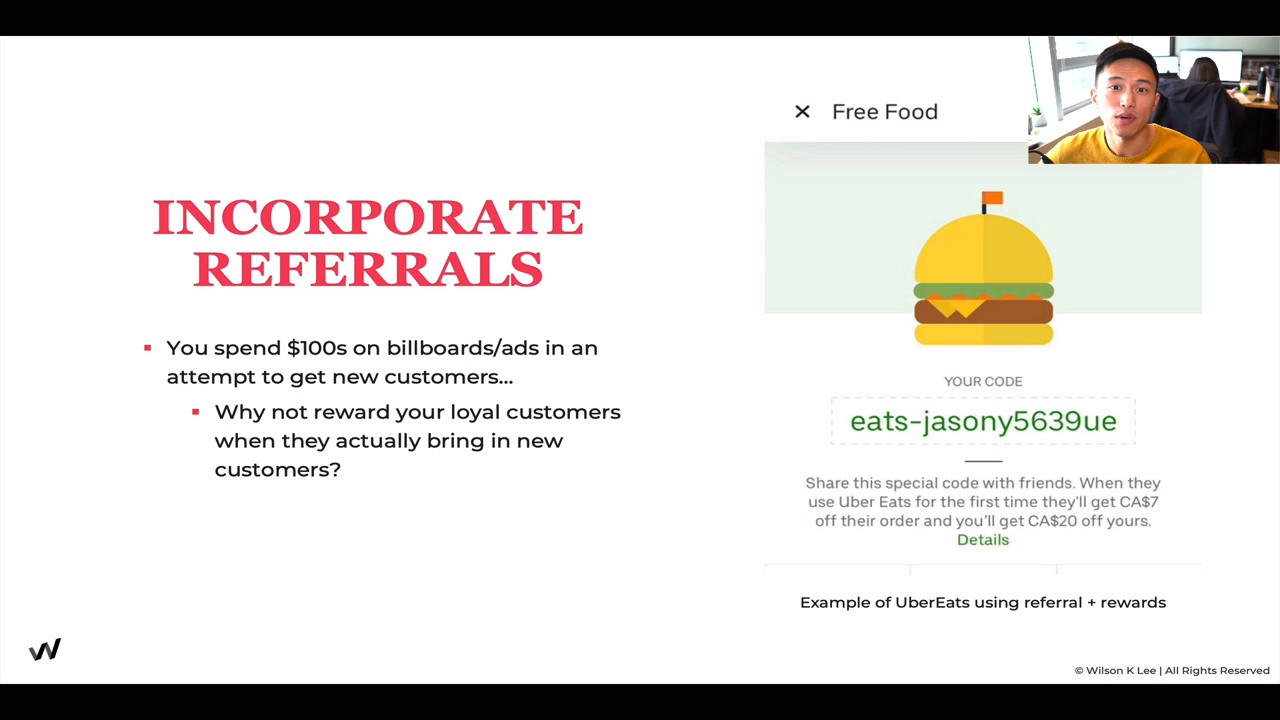 INCORPORATE
REFERRALS
▪ You spend $100s on billboards/ads in an
attempt to get new customers...
▪ Why not reward your loyal customers
when they actually bring in new
customers?
× Free Food
YOUR CODE
eats-jasony5639ue
Share this special code with friends. When they
use Uber Eats for the first time they'll get CA$7
off their order and you'll get CA$20 off yours.
Details
Example of UberEats using referral + rewards
W
© Wilson K Lee | All Rights Reserved